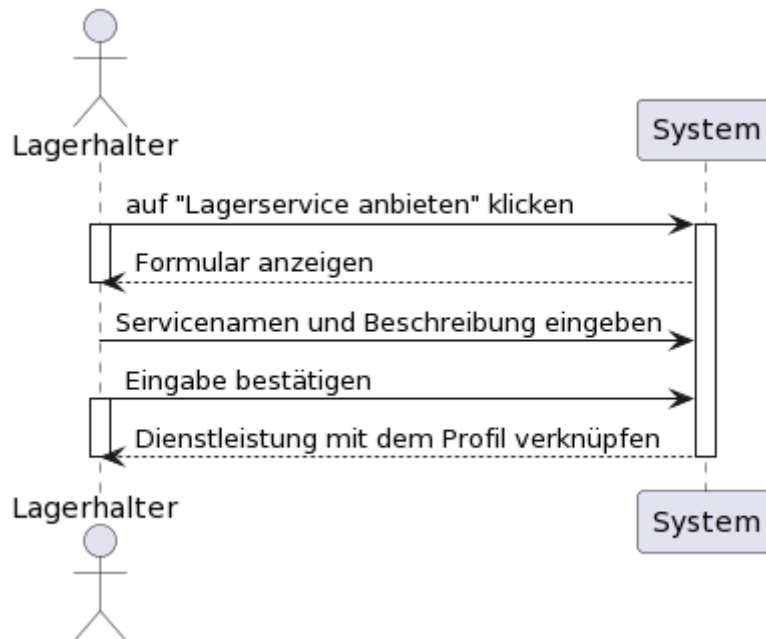 Lagerhalter
System
auf "Lagerservice anbieten" klicken
Formular anzeigen
Servicenamen und Beschreibung eingeben
Eingabe bestätigen
Dienstleistung mit dem Profil verknüpfen
Lagerhalter
System